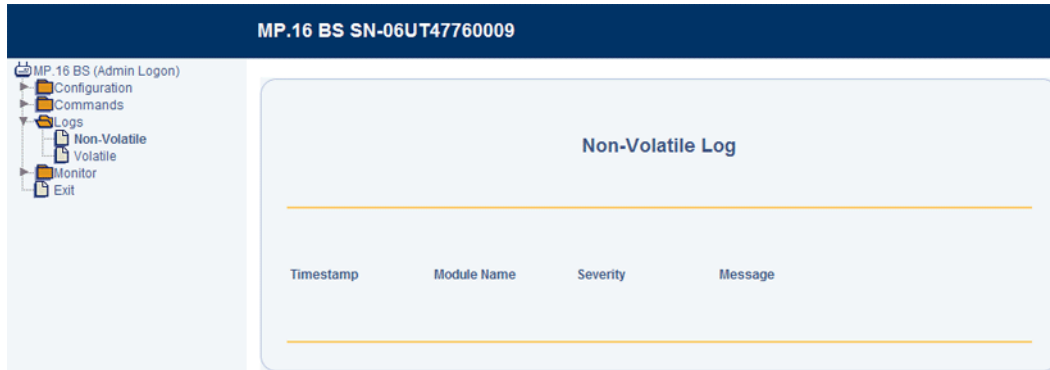 MP.16 BS SN-06UT47760009
MP.16 BS (Admin Logon)
Configuration
Commands
Logs
Non-Volatile
Volatile
Monitor
Exit
Non-Volatile Log
Timestamp Module Name Severity Message